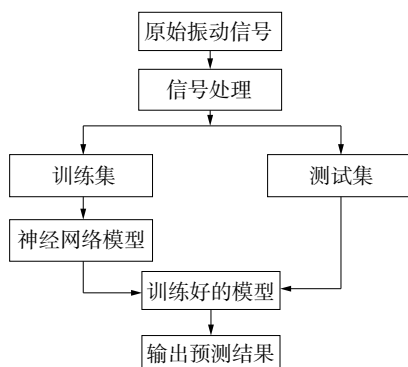 原始振动信号
信号处理
训练集
测试集
神经网络模型
训练好的模型
输出预测结果